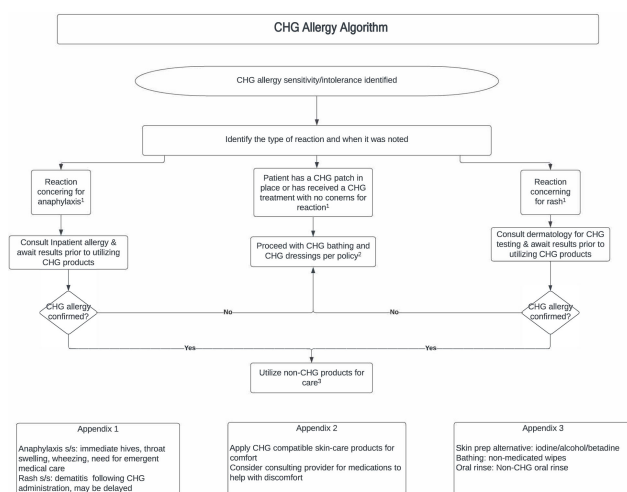 CHG Allergy Algorithm
CHG allergy sensitivity/intolerance identified
Identify the type of reaction and when it was noted
Reaction
concering for
anaphylaxis¹
Patient has a CHG patch in
place or has received a CHG
treatment with no conerns for
reaction¹
Reaction
concerning
for rash¹
Consult Inpatient allergy &
await results prior to utilizing
CHG products
Proceed with CHG bathing and
CHG dressings per policy²
Consult dermatology for CHG
testing & await results prior to
utilizing CHG products
CHG allergy
confirmed?
No
No
CHG allergy
confirmed?
Yes
Yes
Utilize non-CHG products for
care³
Appendix 1
Anaphylaxis s/s: immediate hives, throat
swelling, wheezing, need for emergent
medical care
Rash s/s: dematitis following CHG
administration, may be delayed
Appendix 2
Apply CHG compatible skin-care products for
comfort
Consider consulting provider for medications to
help with discomfort
Appendix 3
Skin prep alternative: iodine/alcohol/betadine
Bathing: non-medicated wipes
Oral rinse: Non-CHG oral rinse